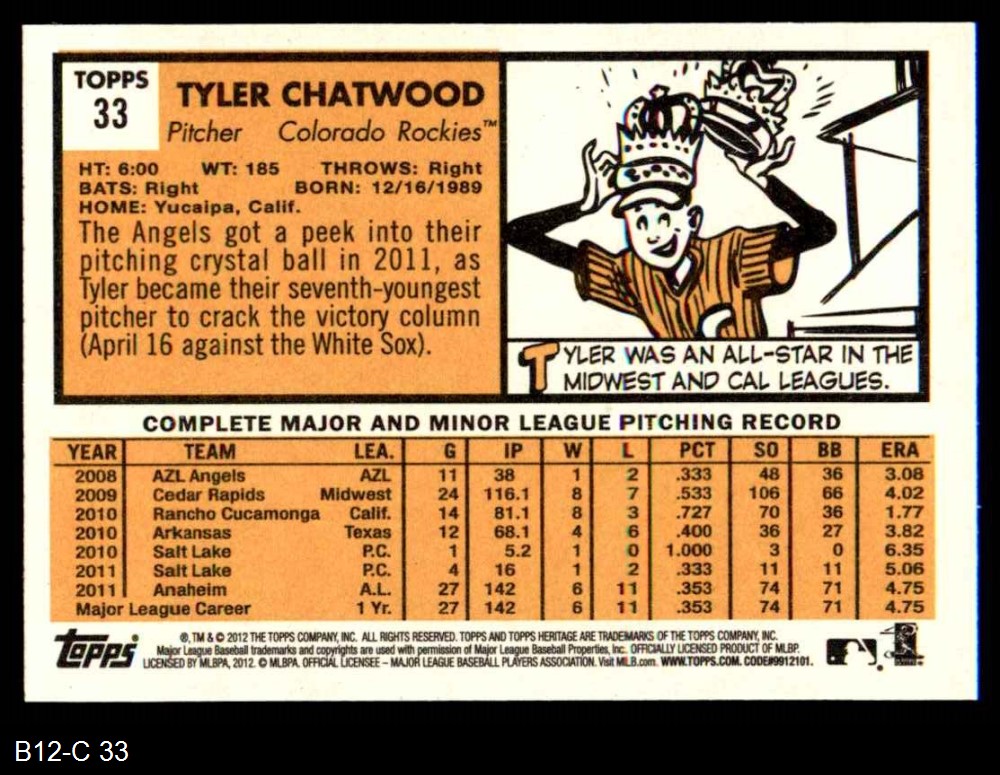 TOPPS
33
TYLER CHATWOOD
Pitcher Colorado Rockies™
HT: 6:00 WT: 185 THROWS: Right
BATS: Right BORN: 12/16/1989
HOME: Yucaipa, Calif.
The Angels got a peek into their
pitching crystal ball in 2011, as
Tyler became their seventh-youngest
pitcher to crack the victory column
(April 16 against the White Sox).
TYLER WAS AN ALL-STAR IN THE
MIDWEST AND CAL LEAGUES.
COMPLETE MAJOR AND MINOR LEAGUE PITCHING RECORD
YEAR TEAM LEA. G IP W L PCT SO BB ERA
2008 AZL Angels AZL 11 38 1 2 .333 48 36 3.08
2009 Cedar Rapids Midwest 24 116.1 8 7 .533 106 66 4.02
2010 Rancho Cucamonga Calif. 14 81.1 8 3 .727 70 36 1.77
2010 Arkansas Texas 12 68.1 4 6 .400 36 27 3.82
2010 Salt Lake P.C. 1 5.2 1 0 1.000 3 0 6.35
2011 Salt Lake P.C. 4 16 1 2 .333 11 11 5.06
2011 Anaheim A.L. 27 142 6 11 .353 74 71 4.75
Major League Career 1 Yr. 27 142 6 11 .353 74 71 4.75
topps
®, TM & © 2012 THE TOPPS COMPANY, INC. ALL RIGHTS RESERVED. TOPPS AND TOPPS HERITAGE ARE TRADEMARKS OF THE TOPPS COMPANY, INC.
Major League Baseball trademarks and copyrights are used with permission of Major League Baseball Properties, Inc. OFFICIALLY LICENSED PRODUCT OF MLBP.
LICENSED BY MLBPA, 2012. © MLBPA. OFFICIAL LICENSEE – MAJOR LEAGUE BASEBALL PLAYERS ASSOCIATION. Visit MLB.com. WWW.TOPPS.COM. CODE#9912101.
B12-C 33